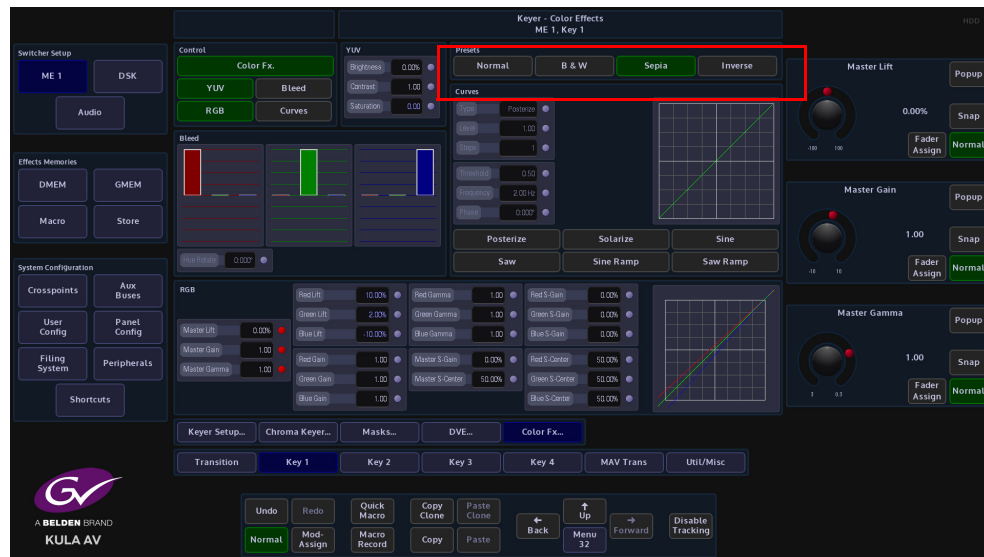 Keyer - Color Effects
ME 1, Key 1
HDD
Switcher Setup
ME 1
DSK
Audio
Effects Memories
DMEM
GMEM
Macro
Store
System Configuration
Crosspoints
Aux
Buses
User
Config
Panel
Config
Filing
System
Peripherals
Shortcuts
Control
Color Fx.
YUV
Bleed
RGB
Curves
YUV
Brightness 0.00%
Contrast 1.00
Saturation 0.00
Presets
Normal
B & W
Sepia
Inverse
Bleed
Hue Rotate 0.000°
Curves
Type Posterize
Level 1.00
Steps 1
Threshold 0.50
Frequency 2.00 Hz
Phase 0.000°
Posterize
Solarize
Sine
Saw
Sine Ramp
Saw Ramp
RGB
Master Lift 0.00%
Master Gain 1.00
Master Gamma 1.00
Red Lift 10.00%
Green Lift 2.00%
Blue Lift -10.00%
Red Gain 1.00
Green Gain 1.00
Blue Gain 1.00
Red Gamma 1.00
Green Gamma 1.00
Blue Gamma 1.00
Master S-Gain 0.00%
Master S-Center 50.00%
Red S-Gain 0.00%
Green S-Gain 0.00%
Blue S-Gain 0.00%
Red S-Center 50.00%
Green S-Center 50.00%
Blue S-Center 50.00%
Master Lift
Popup
0.00%
Snap
-100 100
Fader
Assign
Normal
Master Gain
Popup
1.00
Snap
-10 10
Fader
Assign
Normal
Master Gamma
Popup
1.00
Snap
3 0.3
Fader
Assign
Normal
Keyer Setup...
Chroma Keyer...
Masks...
DVE...
Color Fx...
Transition
Key 1
Key 2
Key 3
Key 4
MAV Trans
Util/Misc
GV
A BELDEN BRAND
KULA AV
Undo
Redo
Quick
Macro
Copy
Clone
Paste
Clone
Normal
Mod-
Assign
Macro
Record
Copy
Paste
Back
Up
Menu
32
Forward
Disable
Tracking